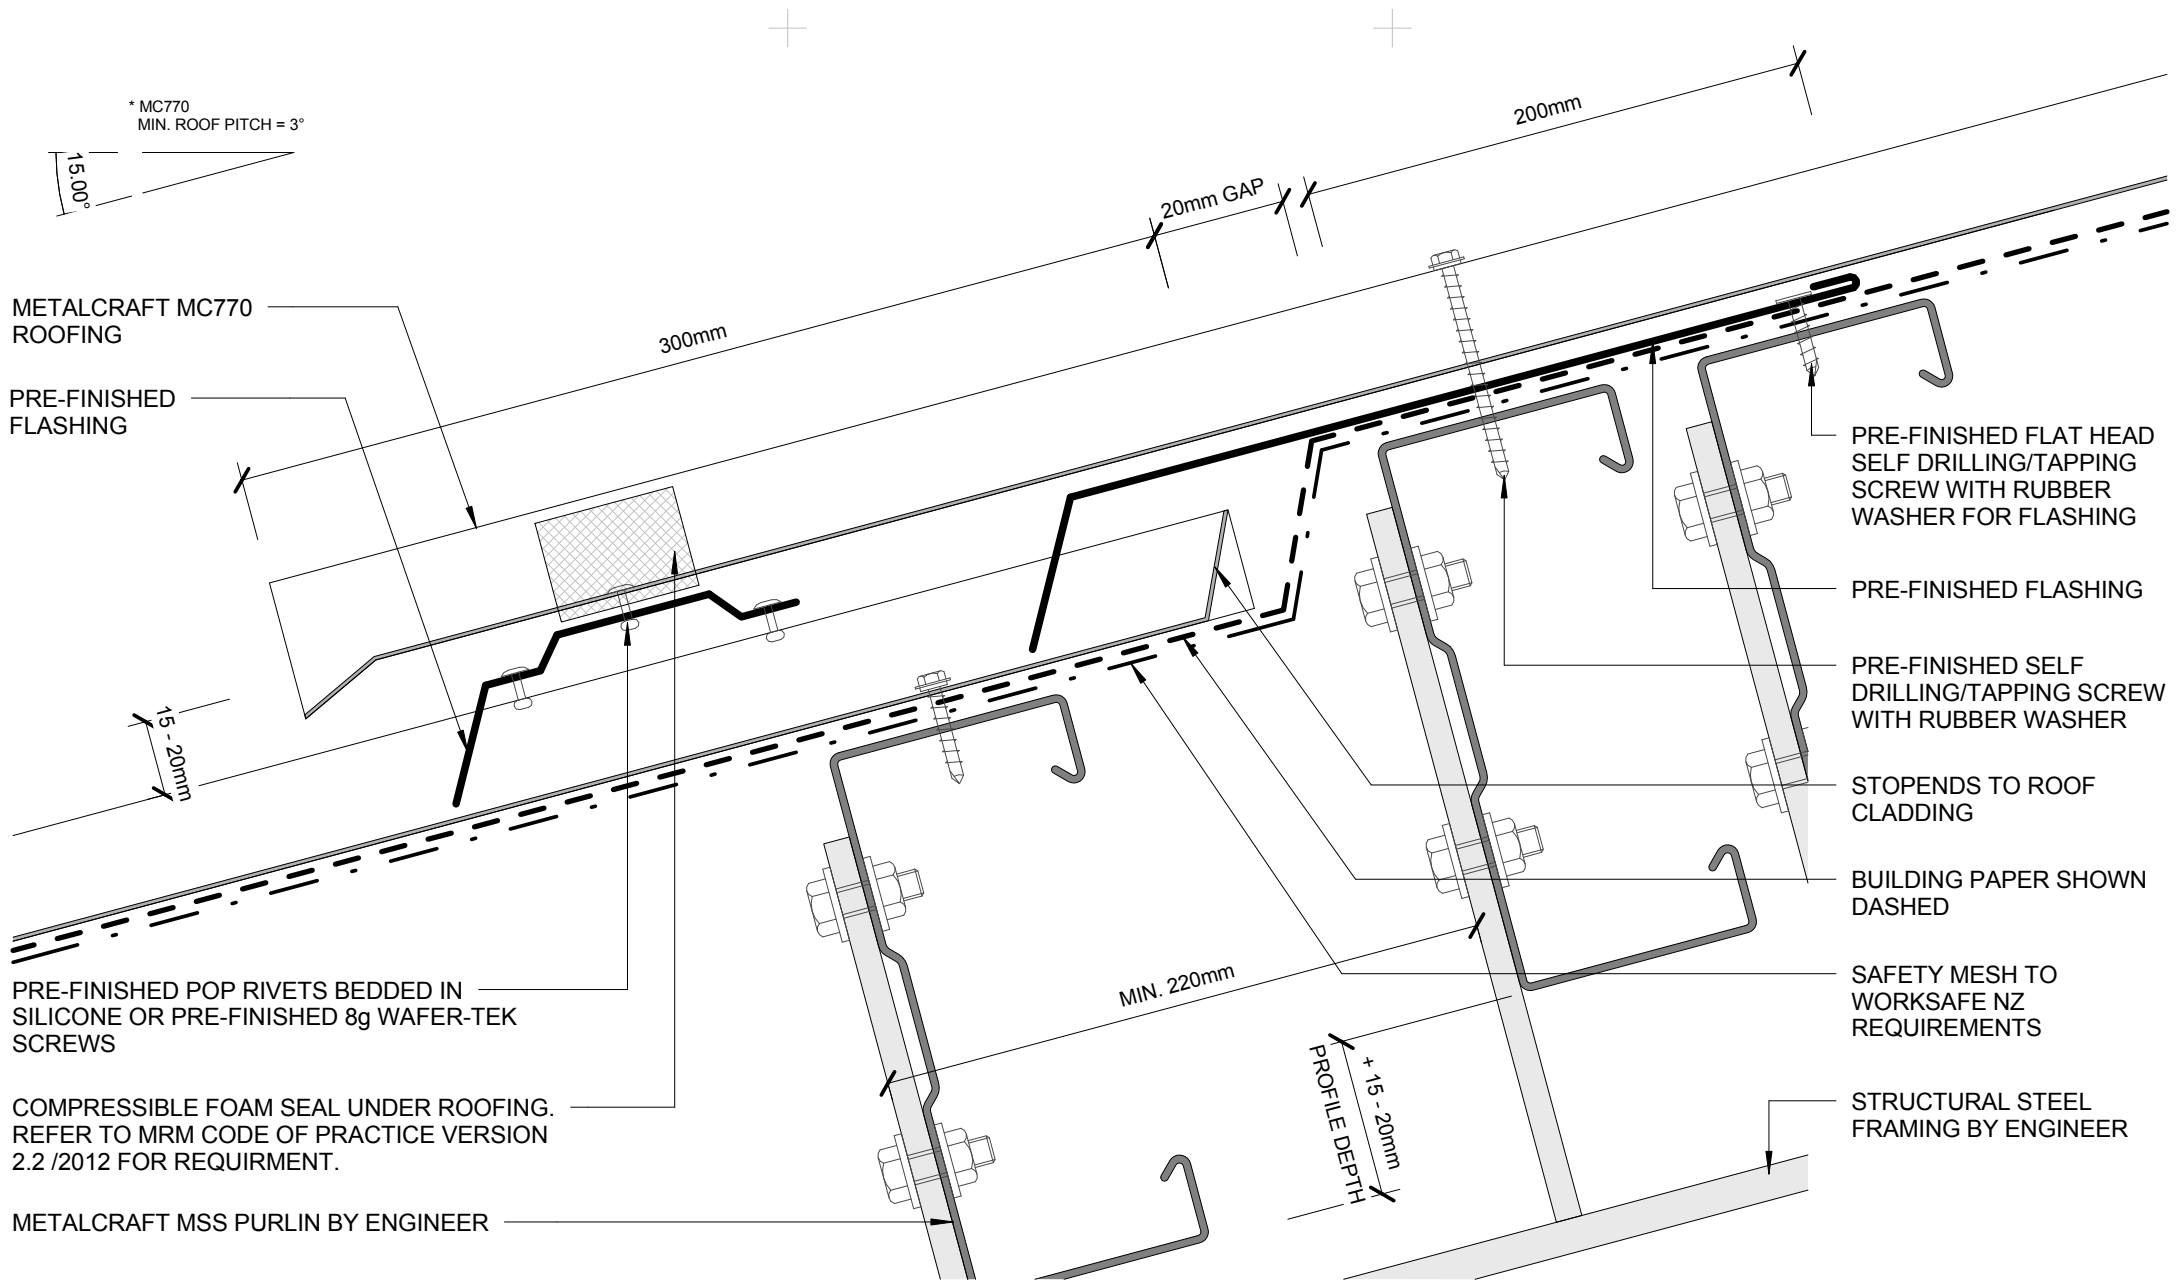 * MC770
MIN. ROOF PITCH = 3°
15.00°
200mm
20mm GAP
300mm
METALCRAFT MC770
ROOFING
PRE-FINISHED
FLASHING
15 - 20mm
PRE-FINISHED POP RIVETS BEDDED IN
SILICONE OR PRE-FINISHED 8g WAFER-TEK
SCREWS
COMPRESSIBLE FOAM SEAL UNDER ROOFING.
REFER TO MRM CODE OF PRACTICE VERSION
2.2 /2012 FOR REQUIRMENT.
METALCRAFT MSS PURLIN BY ENGINEER
MIN. 220mm
PROFILE DEPTH
+ 15 - 20mm
PRE-FINISHED FLAT HEAD
SELF DRILLING/TAPPING
SCREW WITH RUBBER
WASHER FOR FLASHING
PRE-FINISHED FLASHING
PRE-FINISHED SELF
DRILLING/TAPPING SCREW
WITH RUBBER WASHER
STOPENDS TO ROOF
CLADDING
BUILDING PAPER SHOWN
DASHED
SAFETY MESH TO
WORKSAFE NZ
REQUIREMENTS
STRUCTURAL STEEL
FRAMING BY ENGINEER